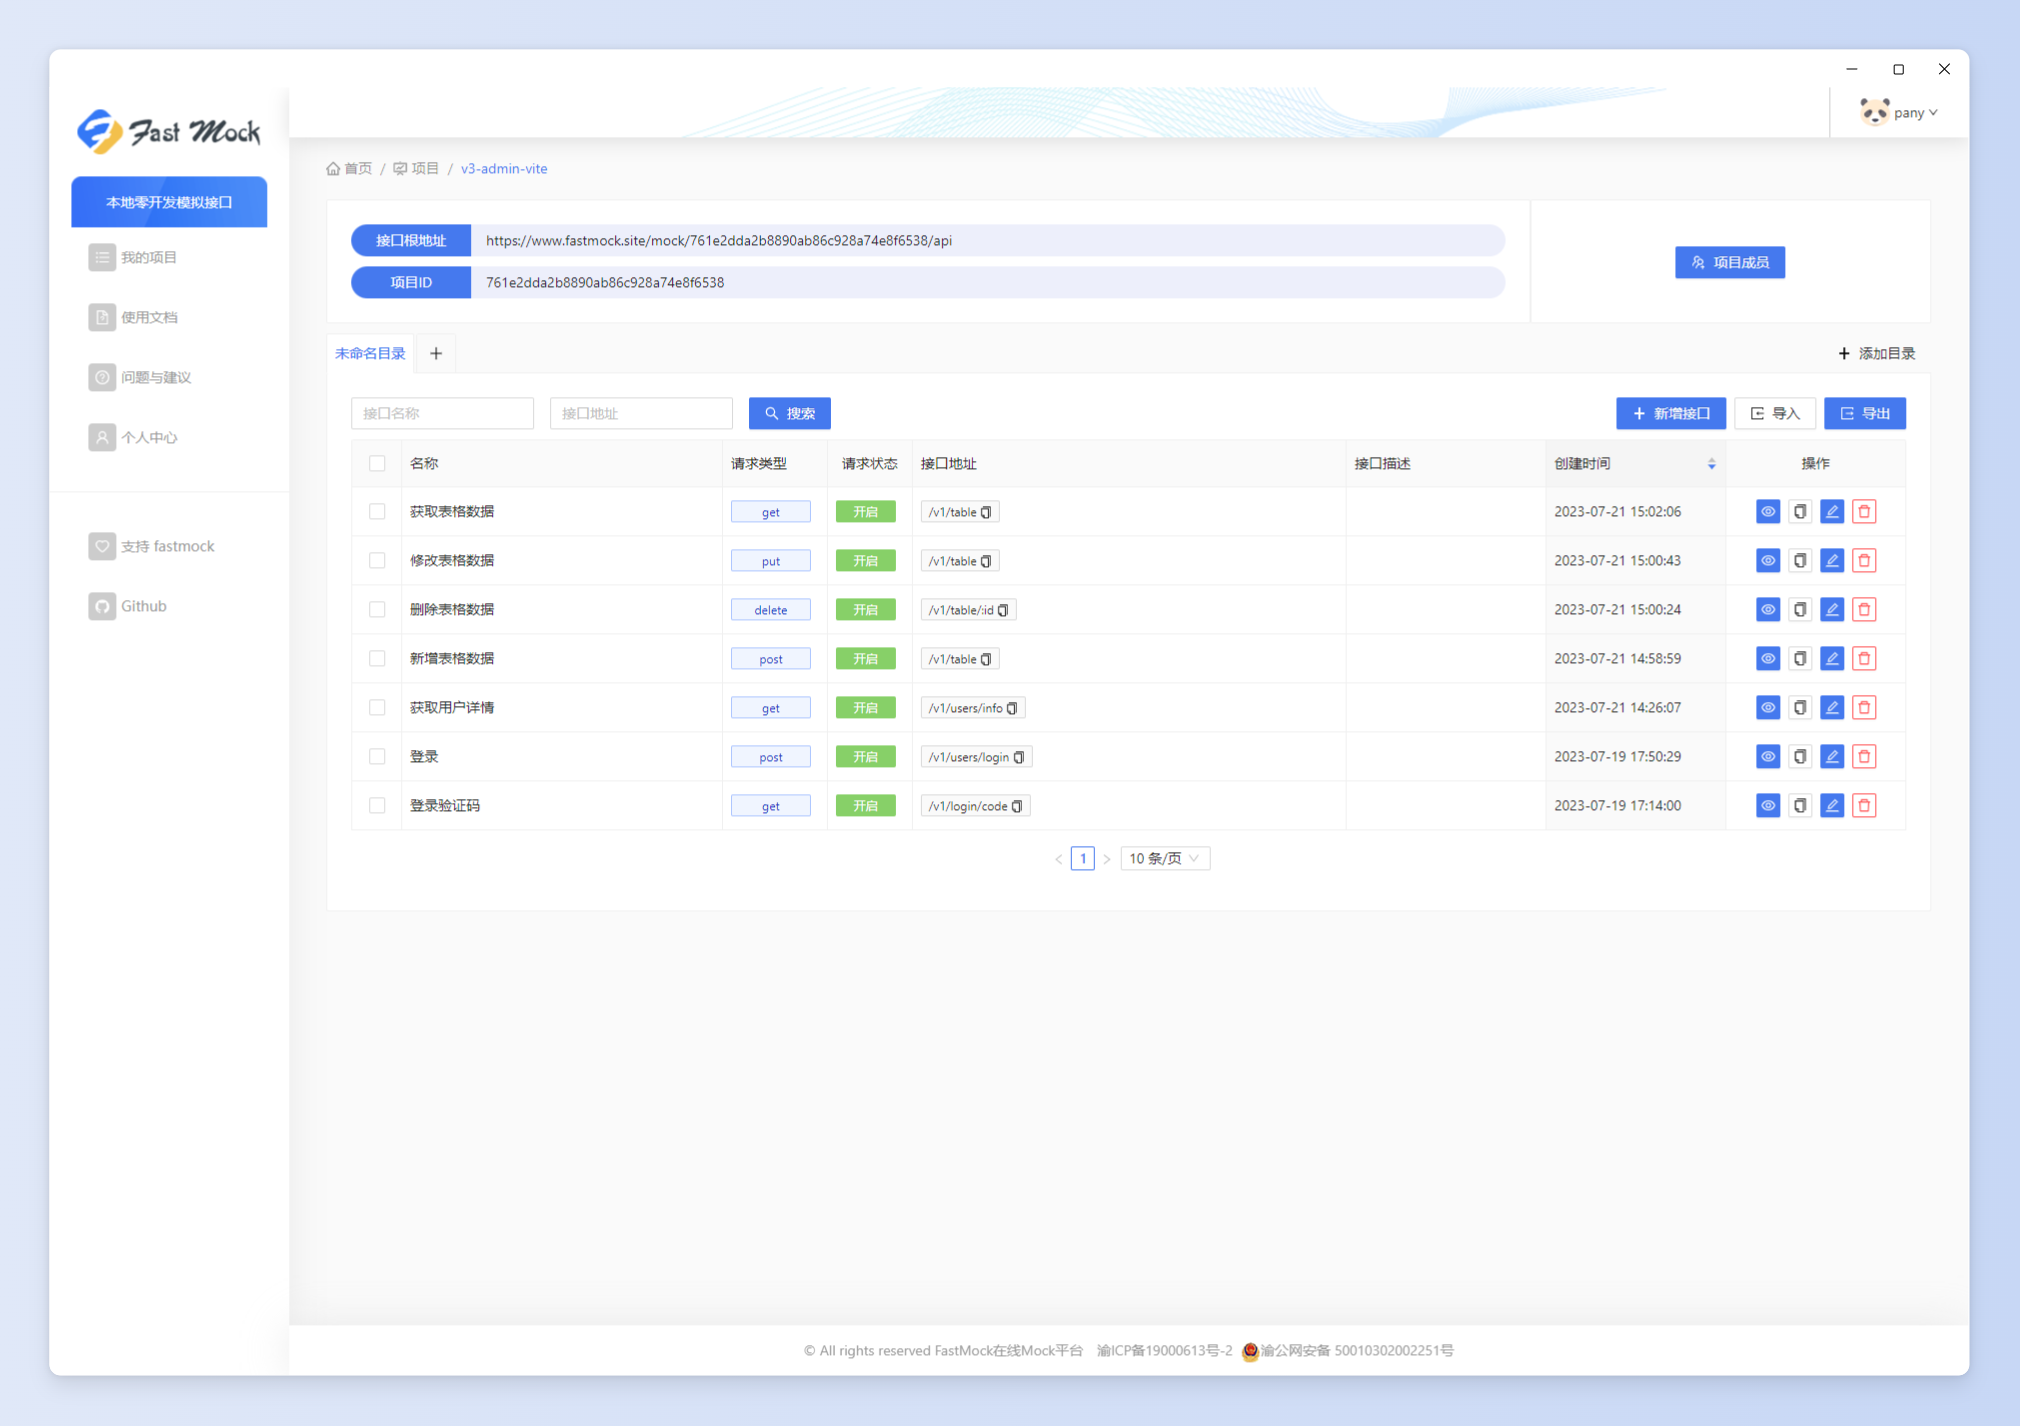 Fast Mock
pany
本地零开发模拟接口
我的项目
使用文档
问题与建议
个人中心
支持 fastmock
Github
首页 / 项目 / v3-admin-vite
接口根地址 https://www.fastmock.site/mock/761e2dda2b8890ab86c928a74e8f6538/api
项目ID 761e2dda2b8890ab86c928a74e8f6538
项目成员
未命名目录 + + 添加目录
接口名称 接口地址 搜索 + 新增接口 导入 导出
名称 请求类型 请求状态 接口地址 接口描述 创建时间 操作
获取表格数据 get 开启 /v1/table 2023-07-21 15:02:06
修改表格数据 put 开启 /v1/table 2023-07-21 15:00:43
删除表格数据 delete 开启 /v1/table/:id 2023-07-21 15:00:24
新增表格数据 post 开启 /v1/table 2023-07-21 14:58:59
获取用户详情 get 开启 /v1/users/info 2023-07-21 14:26:07
登录 post 开启 /v1/users/login 2023-07-19 17:50:29
登录验证码 get 开启 /v1/login/code 2023-07-19 17:14:00
< 1 > 10 条/页
© All rights reserved FastMock在线Mock平台 渝ICP备19000613号-2 渝公网安备 50010302002251号